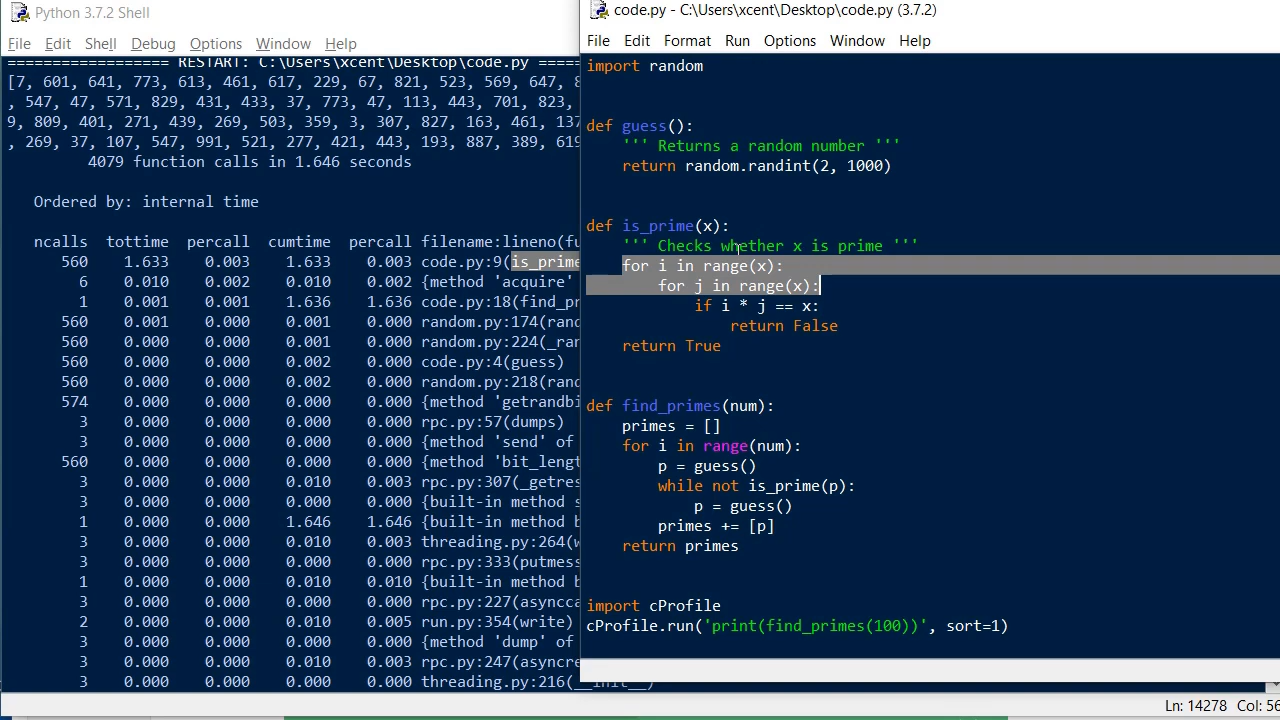 Python 3.7.2 Shell
File Edit Shell Debug Options Window Help
================== RESTART: C:\Users\xcent\Desktop\code.py =====
[7, 601, 641, 773, 613, 461, 617, 229, 67, 821, 523, 569, 647,
, 547, 47, 571, 829, 431, 433, 37, 773, 47, 113, 443, 701, 823,
9, 809, 401, 271, 439, 269, 503, 359, 3, 307, 827, 163, 461, 137
, 269, 37, 107, 547, 991, 521, 277, 421, 443, 193, 887, 389, 619
4079 function calls in 1.646 seconds
Ordered by: internal time
ncalls tottime percall cumtime percall filename:lineno(fu
560 1.633 0.003 1.633 0.003 code.py:9(is_prime
6 0.010 0.002 0.010 0.002 {method 'acquire'
1 0.001 0.001 1.636 1.636 code.py:18(find_pr
560 0.001 0.000 0.001 0.000 random.py:174(rand
560 0.001 0.000 0.001 0.000 random.py:224(_ran
560 0.000 0.000 0.002 0.000 code.py:4(guess)
560 0.000 0.000 0.002 0.000 random.py:218(rand
574 0.000 0.000 0.000 0.000 {method 'getrandbi
3 0.000 0.000 0.000 0.000 rpc.py:57(dumps)
3 0.000 0.000 0.000 0.000 {method 'send' of
560 0.000 0.000 0.000 0.000 {method 'bit_lengt
3 0.000 0.000 0.010 0.003 rpc.py:307(_getres
3 0.000 0.000 0.000 0.000 {built-in method s
1 0.000 0.000 1.646 1.646 {built-in method b
3 0.000 0.000 0.010 0.003 threading.py:264(w
3 0.000 0.000 0.000 0.000 rpc.py:333(putmess
1 0.000 0.000 0.010 0.010 {built-in method b
3 0.000 0.000 0.000 0.000 rpc.py:227(asyncca
2 0.000 0.000 0.010 0.005 run.py:354(write)
3 0.000 0.000 0.000 0.000 {method 'dump' of
3 0.000 0.000 0.010 0.003 rpc.py:247(asyncre
3 0.000 0.000 0.000 0.000 threading.py:216(__init__)
code.py - C:\Users\xcent\Desktop\code.py (3.7.2)
File Edit Format Run Options Window Help
import random
def guess():
''' Returns a random number '''
return random.randint(2, 1000)
def is_prime(x):
''' Checks whether x is prime '''
for i in range(x):
for j in range(x):
if i * j == x:
return False
return True
def find_primes(num):
primes = []
for i in range(num):
p = guess()
while not is_prime(p):
p = guess()
primes += [p]
return primes
import cProfile
cProfile.run('print(find_primes(100))', sort=1)
Ln: 14278 Col: 56